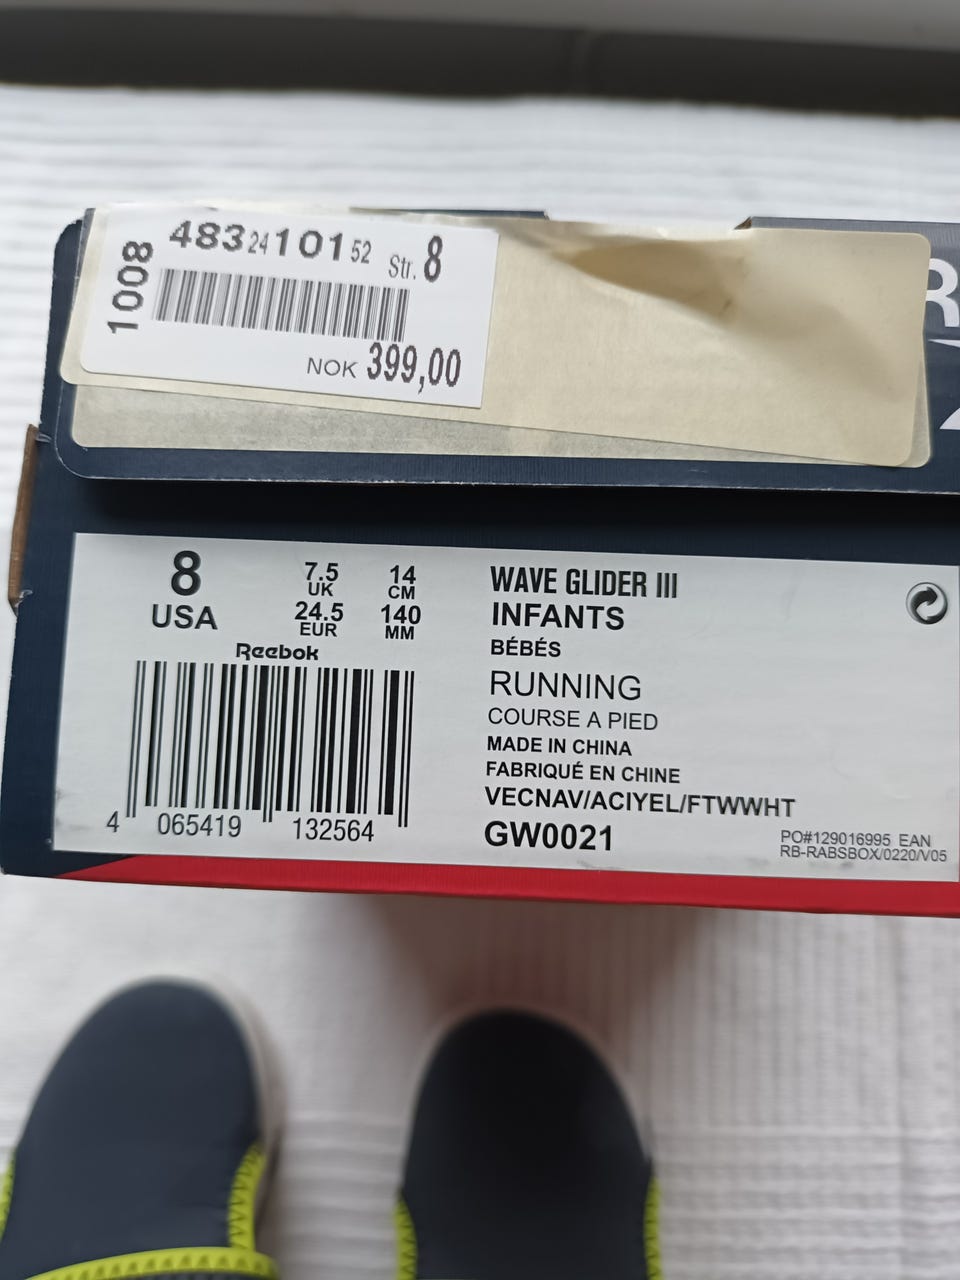 1008
483 24 101 52 Str. 8
NOK 399,00
R
8
USA
7.5
UK
24.5
EUR
14
CM
140
MM
Reebok
4 065419 132564
WAVE GLIDER III
INFANTS
BÉBÉS
RUNNING
COURSE A PIED
MADE IN CHINA
FABRIQUÉ EN CHINE
VECNAV/ACIYEL/FTWWHT
GW0021
PO#129016995 EAN
RB-RABSBOX/0220/V05